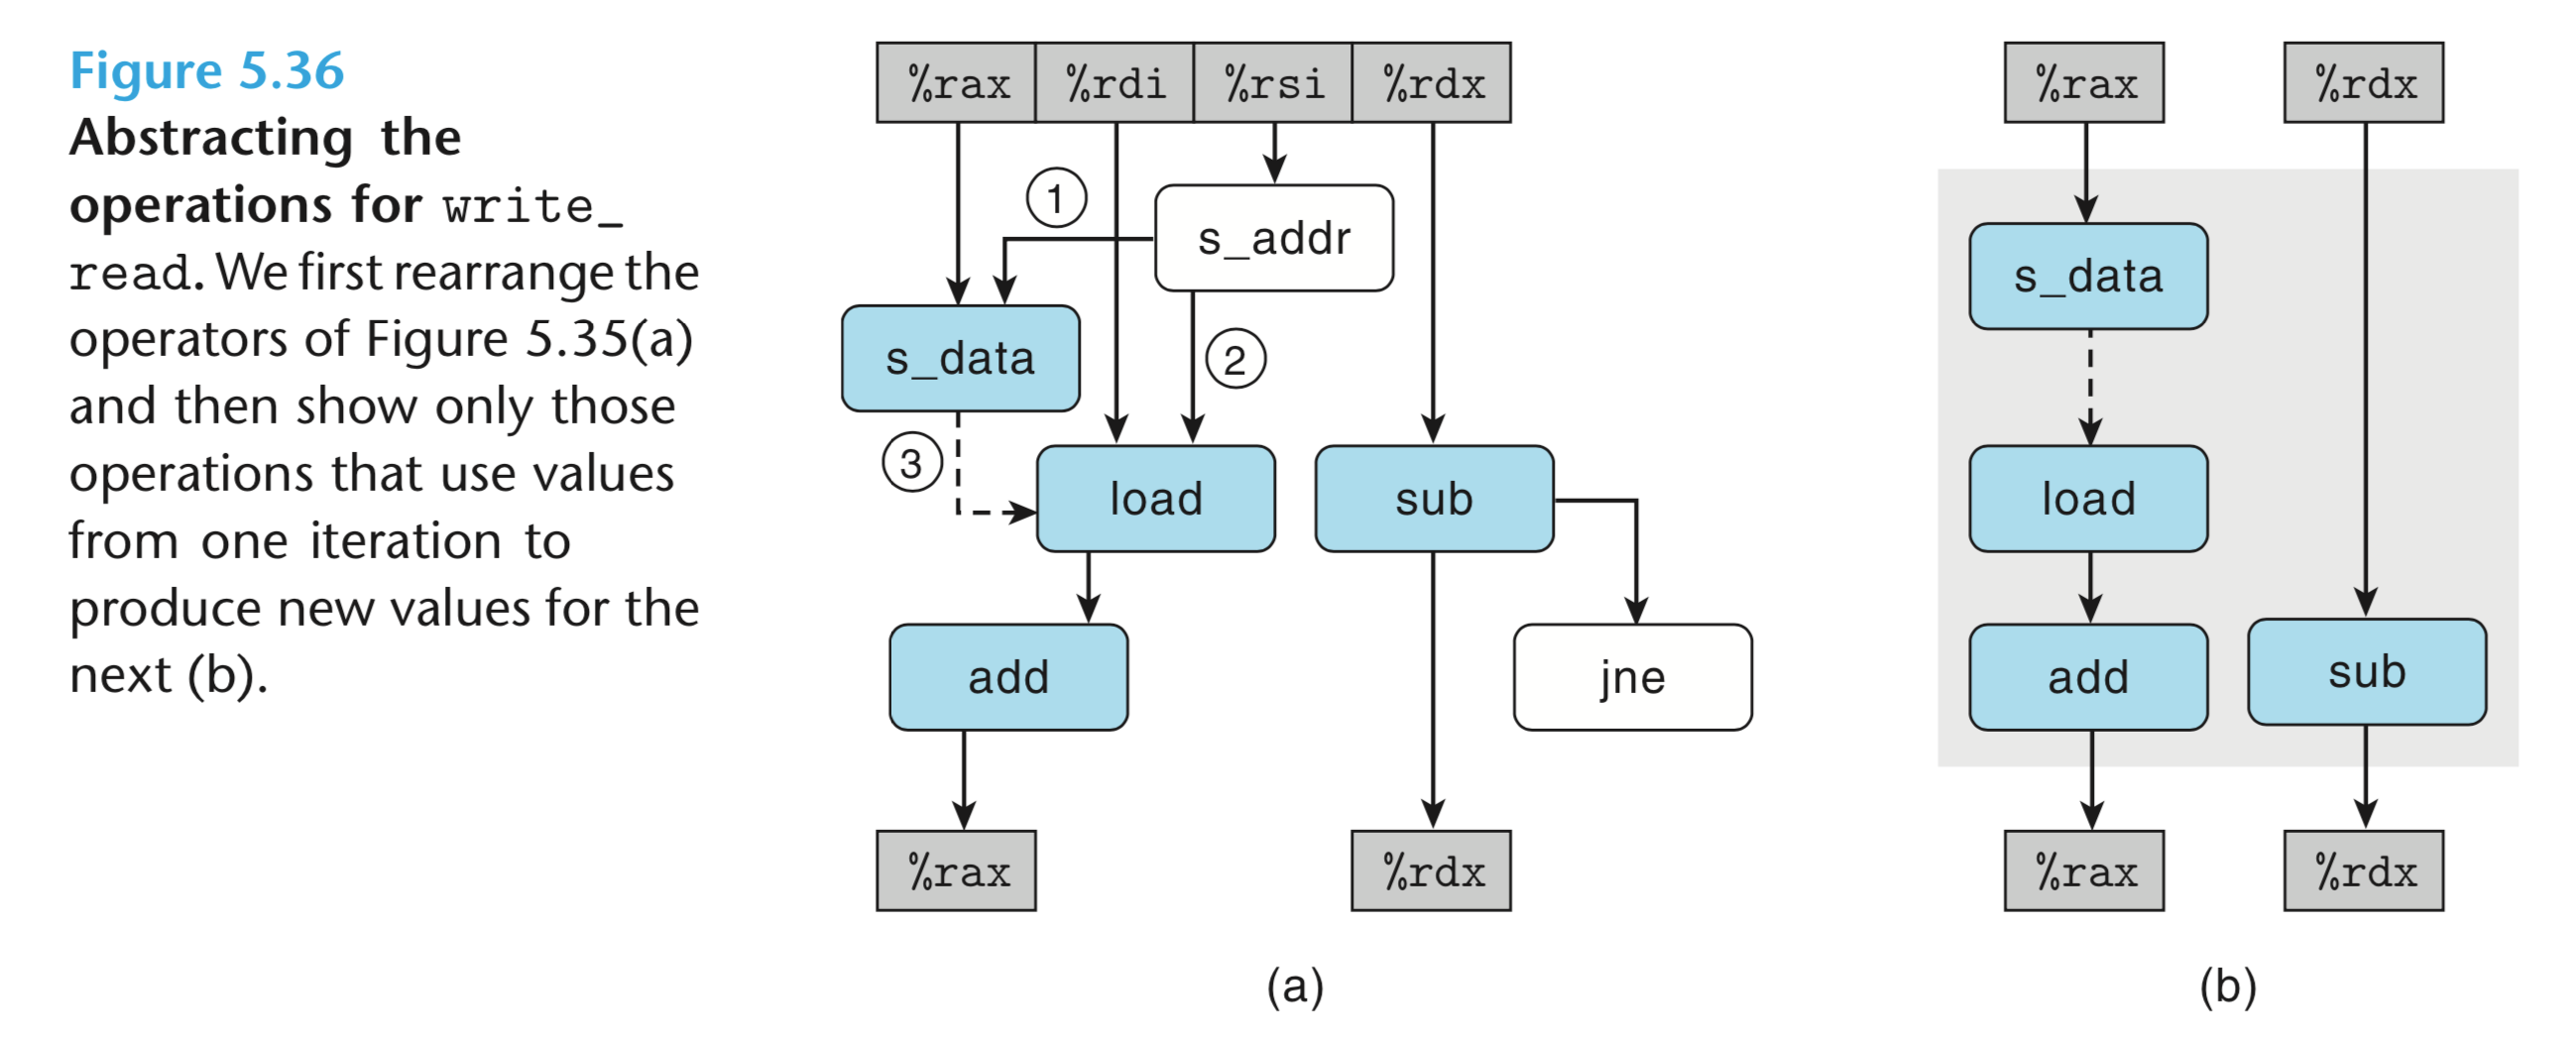 Figure 5.36
Abstracting the
operations for write_
read. We first rearrange the
operators of Figure 5.35(a)
and then show only those
operations that use values
from one iteration to
produce new values for the
next (b).
%rax %rdi %rsi %rdx
1
s_addr
s_data
2
3
load
sub
add
jne
%rax
%rdx
(a)
%rax
%rdx
s_data
load
add
sub
%rax
%rdx
(b)